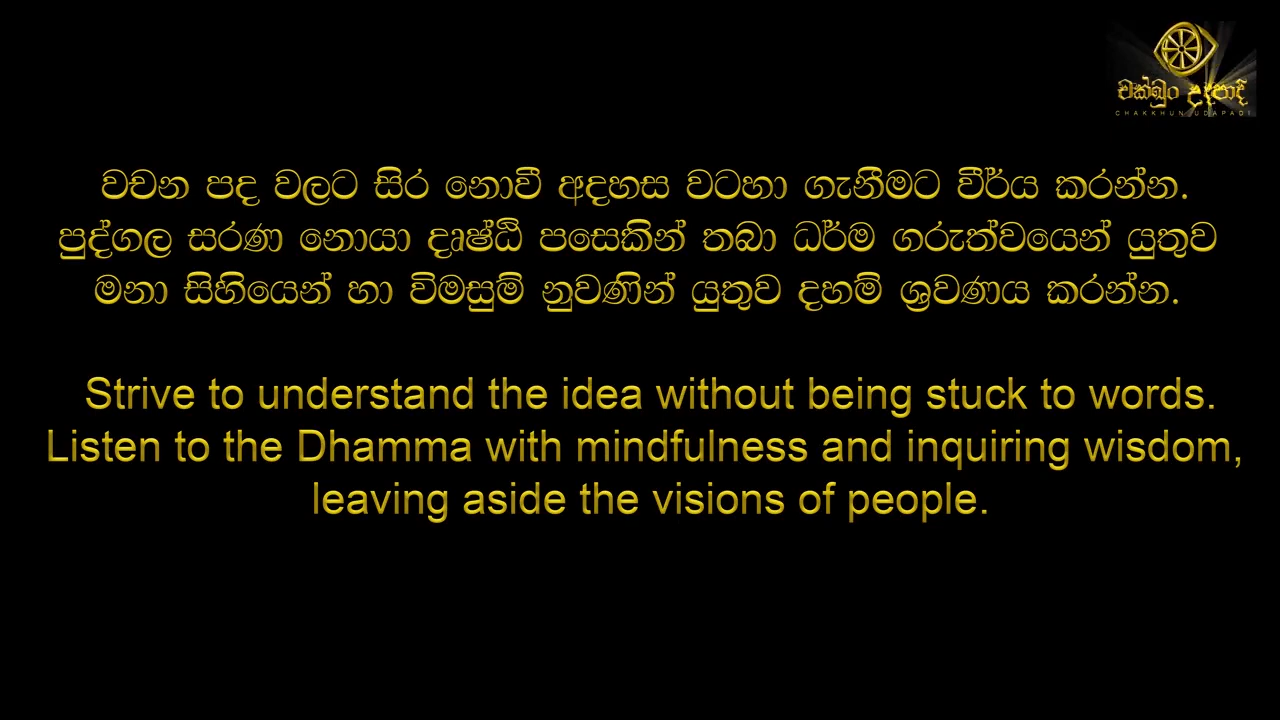 චක්ඛුං උදපාදි
CHAKKHUN UDAPADI
වචන පද වලට සිර නොවී අදහස වටහා ගැනීමට වීර්ය කරන්න.
පුද්ගල සරණ නොයා දෘෂ්ඨි පසෙකින් තබා ධර්ම ගරුත්වයෙන් යුතුව
මනා සිහියෙන් හා විමසුම් නුවණින් යුතුව දහම් ශ්‍රවණය කරන්න.
Strive to understand the idea without being stuck to words.
Listen to the Dhamma with mindfulness and inquiring wisdom,
leaving aside the visions of people.